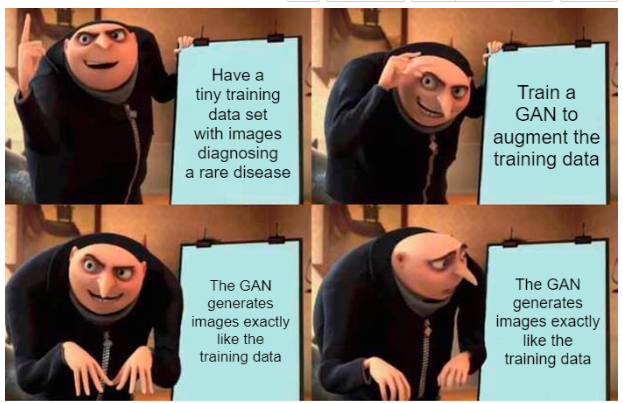 Have a
tiny training
data set
with images
diagnosing
a rare disease
Train a
GAN to
augment the
training data
The GAN
generates
images exactly
like the
training data
The GAN
generates
images exactly
like the
training data